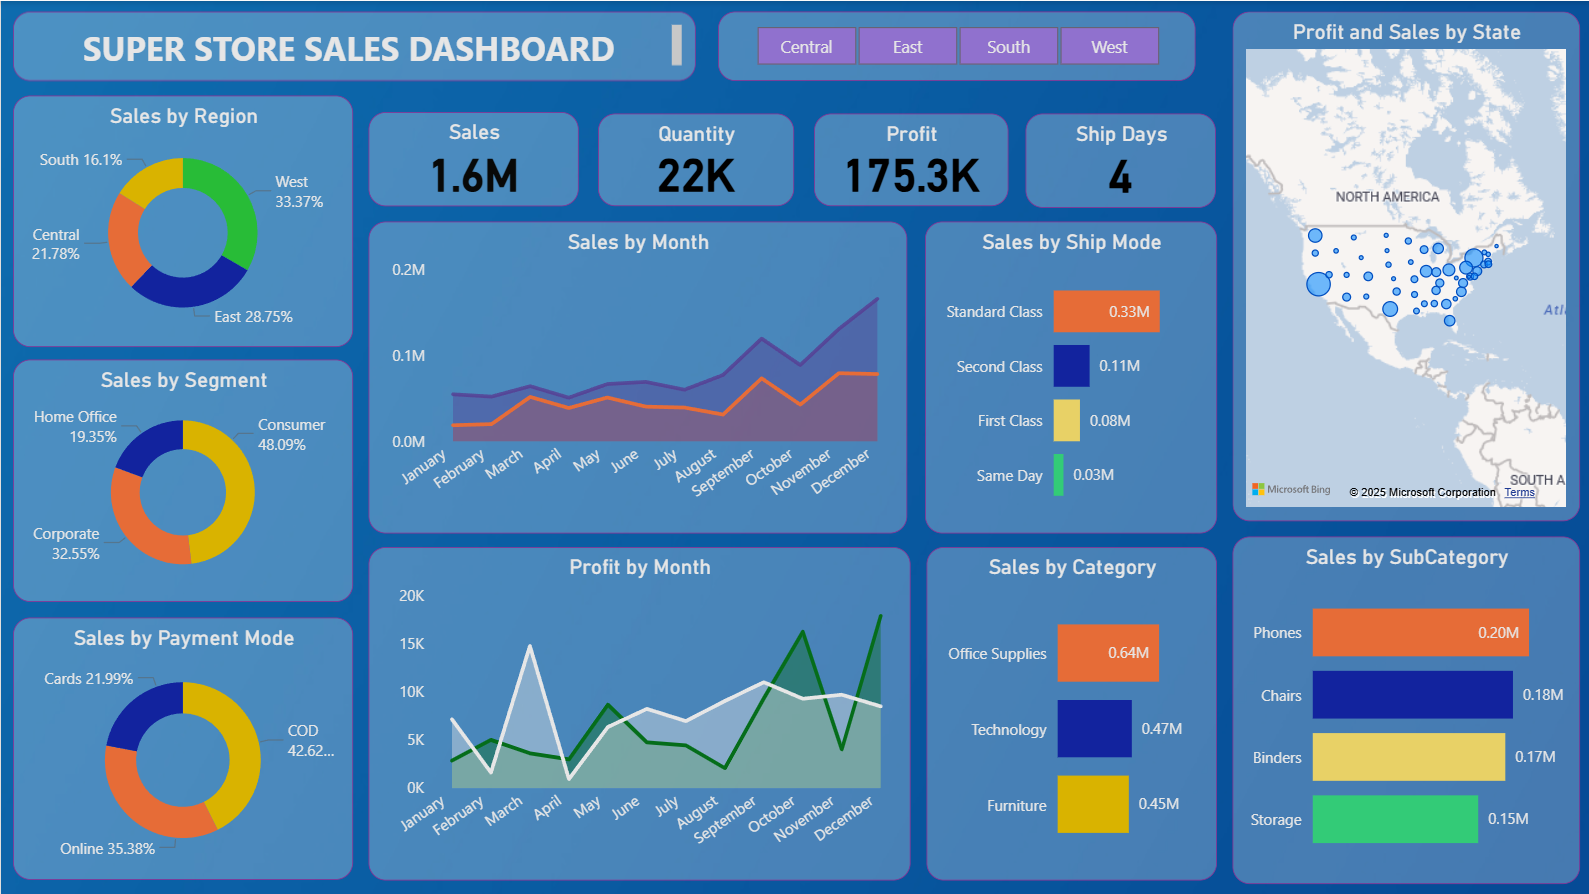 SUPER STORE SALES DASHBOARD
Central
East
South
West
Profit and Sales by State
NORTH AMERICA
Atl
SOUTH A
Microsoft Bing
© 2025 Microsoft Corporation Terms
Sales by Region
South 16.1%
West
33.37%
Central
21.78%
East 28.75%
Sales
1.6M
Quantity
22K
Profit
175.3K
Ship Days
4
Sales by Month
0.2M
0.1M
0.0M
January
February
March
April
May
June
July
August
September
October
November
December
Sales by Ship Mode
Standard Class
0.33M
Second Class
0.11M
First Class
0.08M
Same Day
0.03M
Sales by Segment
Home Office
19.35%
Consumer
48.09%
Corporate
32.55%
Profit by Month
20K
15K
10K
5K
0K
January
February
March
April
May
June
July
August
September
October
November
December
Sales by Category
Office Supplies
0.64M
Technology
0.47M
Furniture
0.45M
Sales by SubCategory
Phones
0.20M
Chairs
0.18M
Binders
0.17M
Storage
0.15M
Sales by Payment Mode
Cards 21.99%
COD
42.62...
Online 35.38%